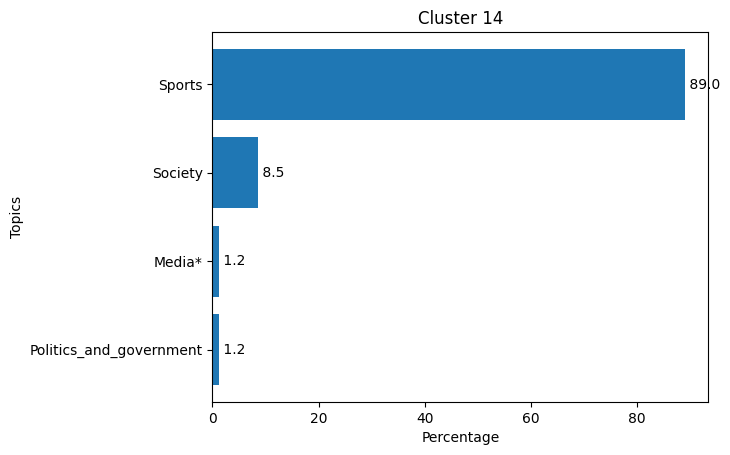 Cluster 14
Topics
Sports
89.0
Society
8.5
Media*
1.2
Politics_and_government
1.2
0 20 40 60 80
Percentage